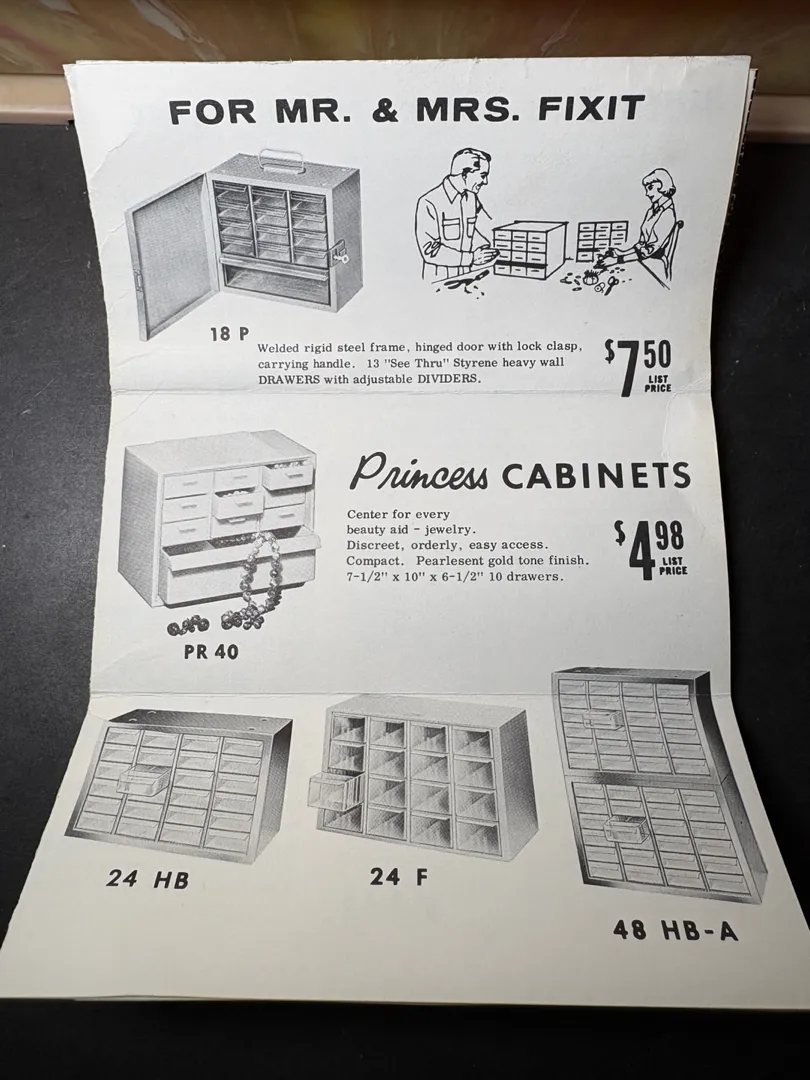 FOR MR. & MRS. FIXIT
18 P
Welded rigid steel frame, hinged door with lock clasp,
carrying handle. 13 "See Thru" Styrene heavy wall
DRAWERS with adjustable DIVIDERS.
$7.50
LIST
PRICE
Princess CABINETS
Center for every
beauty aid - jewelry.
Discreet, orderly, easy access.
Compact. Pearlesent gold tone finish.
7-1/2" x 10" x 6-1/2" 10 drawers.
$4.98
LIST
PRICE
PR 40
24 HB
24 F
48 HB-A